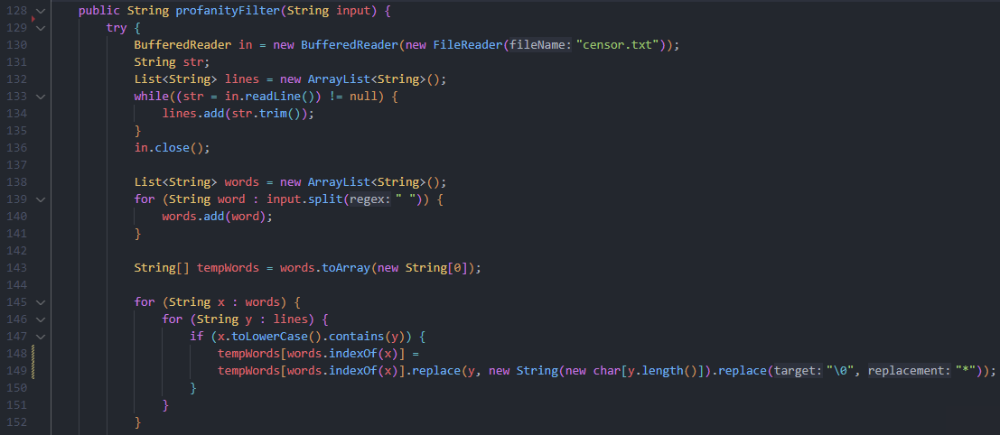 128 public String profanityFilter(String input) {
129 try {
130 BufferedReader in = new BufferedReader(new FileReader(fileName: "censor.txt"));
131 String str;
132 List<String> lines = new ArrayList<String>();
133 while((str = in.readLine()) != null) {
134 lines.add(str.trim());
135 }
136 in.close();
137
138 List<String> words = new ArrayList<String>();
139 for (String word : input.split(regex: " ")) {
140 words.add(word);
141 }
142
143 String[] tempWords = words.toArray(new String[0]);
144
145 for (String x : words) {
146 for (String y : lines) {
147 if (x.toLowerCase().contains(y)) {
148 tempWords[words.indexOf(x)] =
149 tempWords[words.indexOf(x)].replace(y, new String(new char[y.length()]).replace(target: "\0", replacement: "*"));
150 }
151 }
152 }